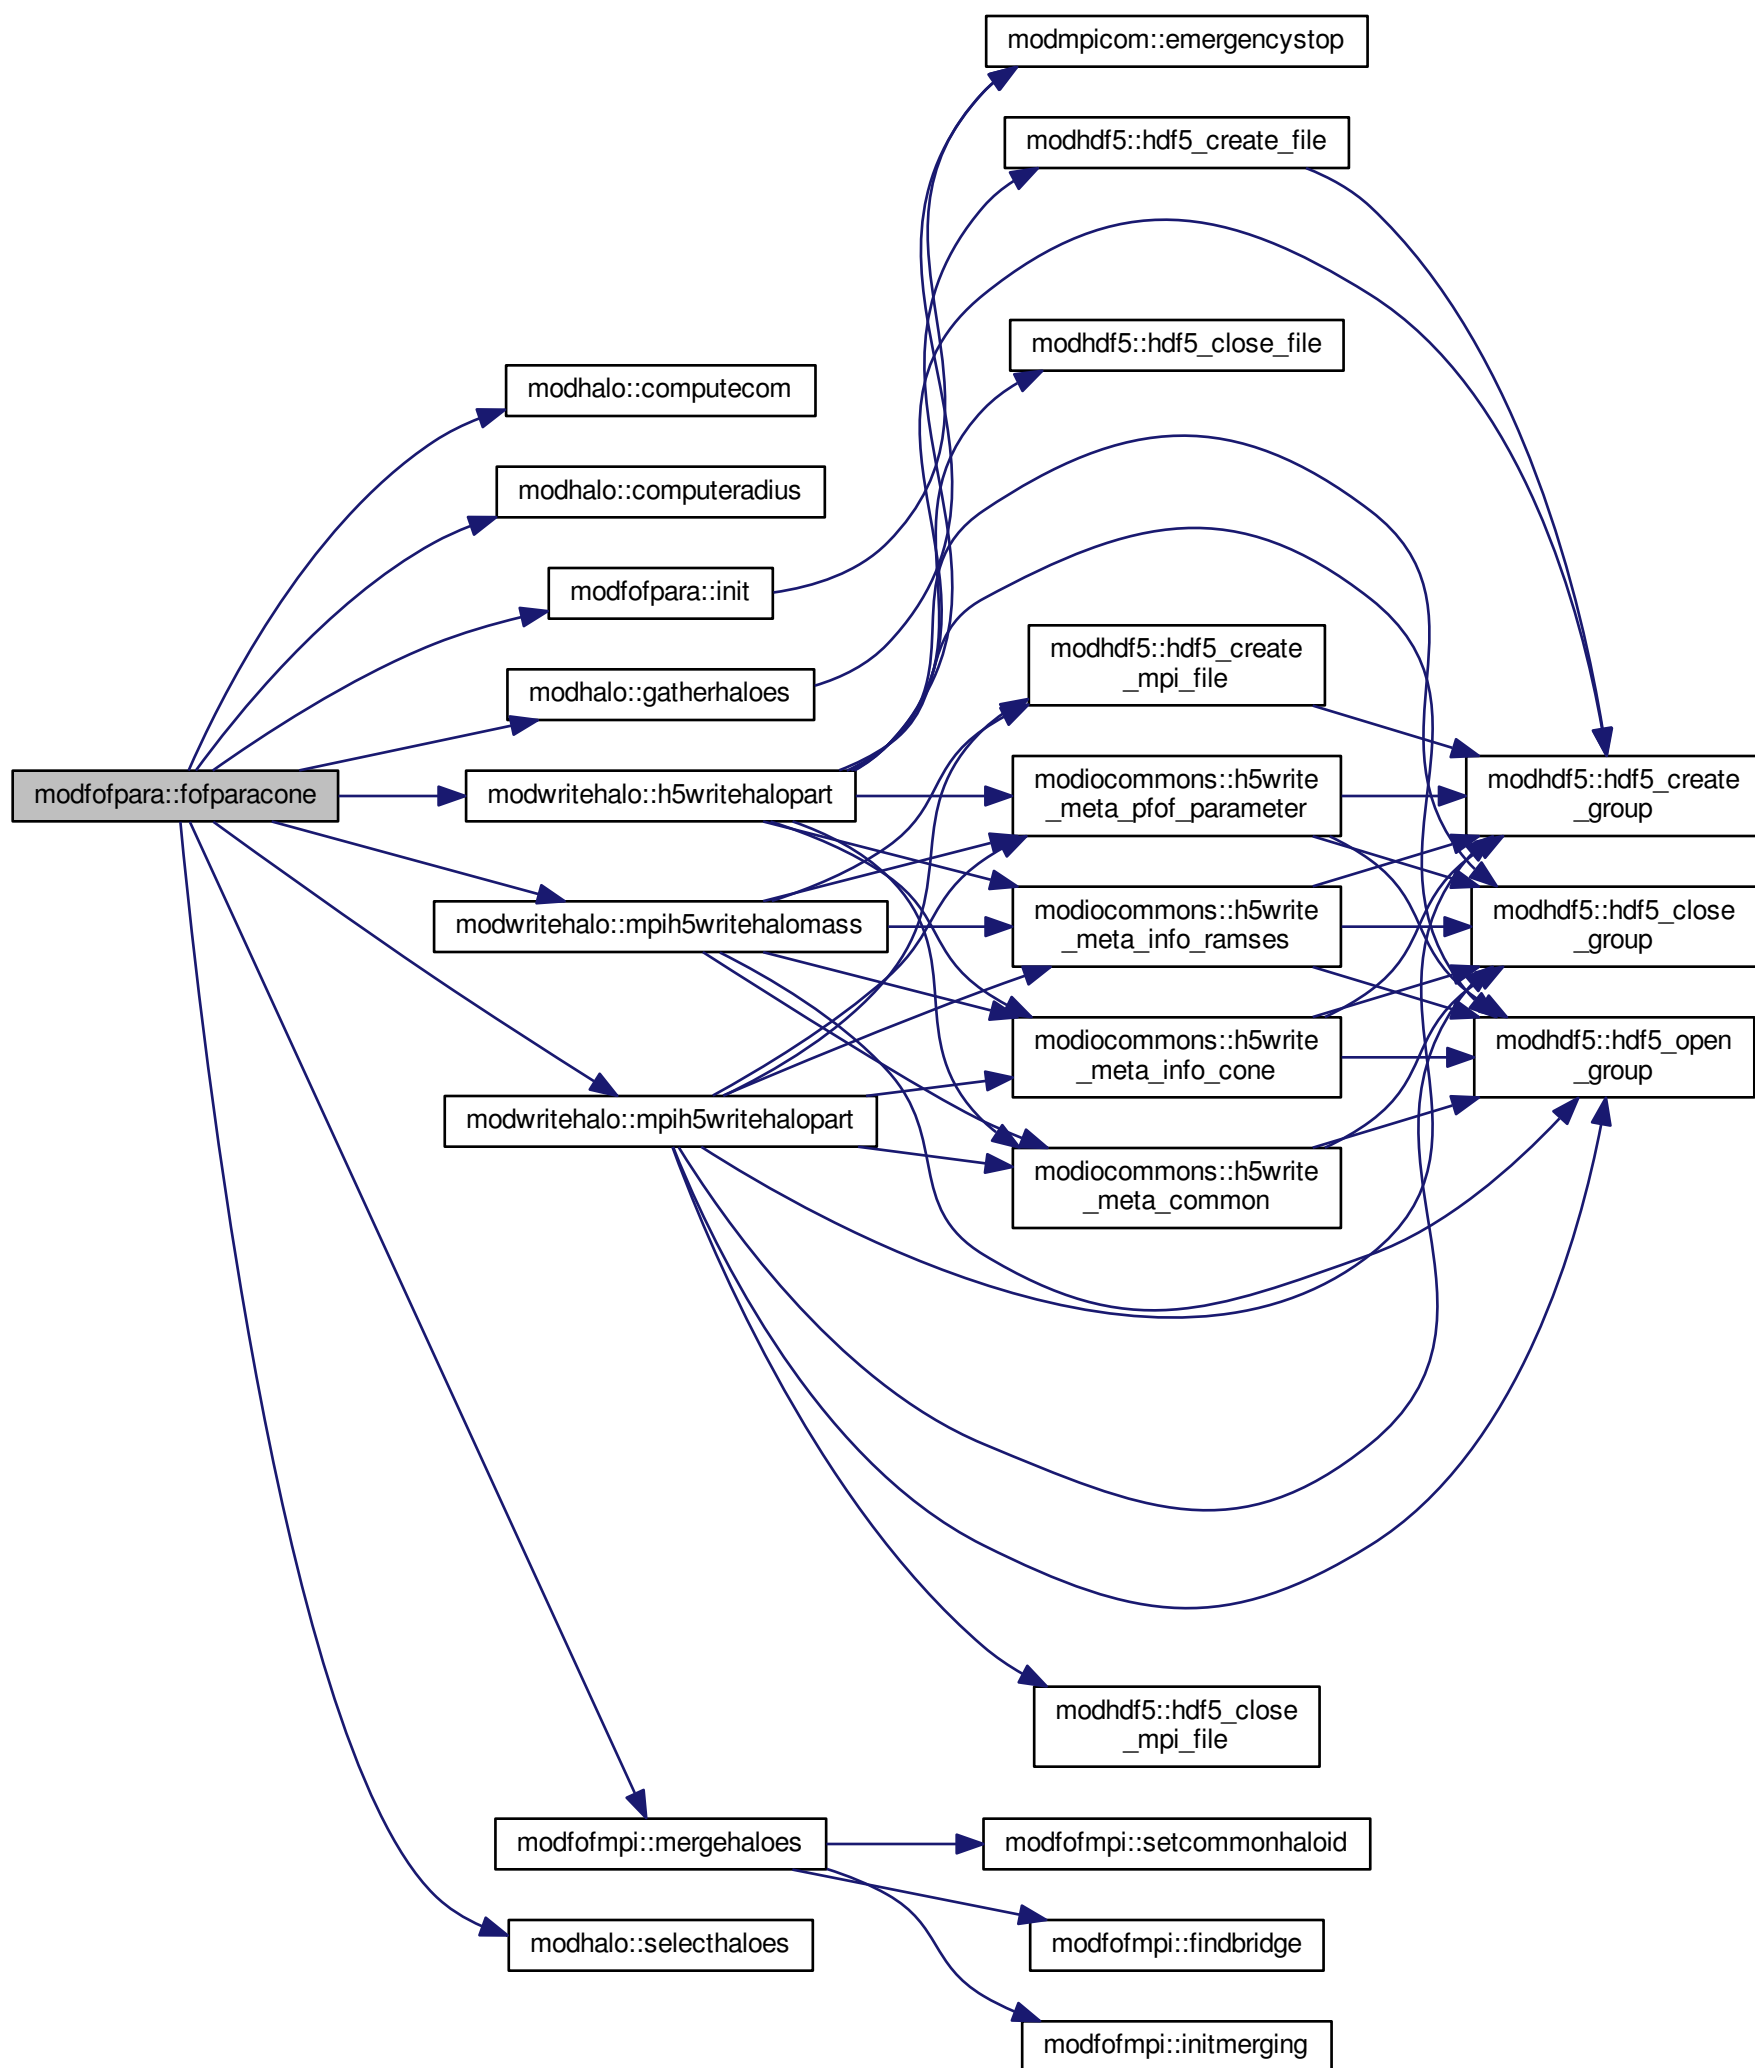 modmpicom::emergencystop
modhdf5::hdf5_create_file
modhdf5::hdf5_close_file
modhalo::computecom
modhalo::computeradius
modfofpara::init
modhalo::gatherhaloes
modhdf5::hdf5_create
_mpi_file
modfofpara::fofparacone
modwritehalo::h5writehalopart
modiocommons::h5write
_meta_pfof_parameter
modhdf5::hdf5_create
_group
modwritehalo::mpih5writehalomass
modiocommons::h5write
_meta_info_ramses
modhdf5::hdf5_close
_group
modiocommons::h5write
_meta_info_cone
modhdf5::hdf5_open
_group
modwritehalo::mpih5writehalopart
modiocommons::h5write
_meta_common
modhdf5::hdf5_close
_mpi_file
modfofmpi::mergehaloes
modfofmpi::setcommonhaloid
modhalo::selecthaloes
modfofmpi::findbridge
modfofmpi::initmerging